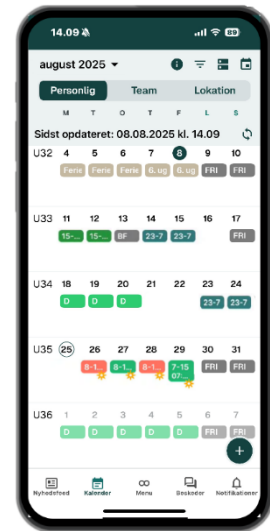 14.09 89
august 2025
Personlig Team Lokation
M T O T F L S
Sidst opdateret: 08.08.2025 kl. 14.09
U32 4 5 6 7 8 9 10
Ferie Ferie Ferie 6. ug 6. ug FRI FRI
U33 11 12 13 14 15 16 17
15-... 15-... BF 23-7 23-7 FRI
U34 18 19 20 21 22 23 24
D D D 23-7 23-7
U35 25 26 27 28 29 30 31
8-1... 8-1... 8-1... 7-15 FRI FRI
07...
U36 1 2 3 4 5 6 7
D D D D D FRI FRI
Nyhedsfeed Kalender Menu Beskeder Notifikationer